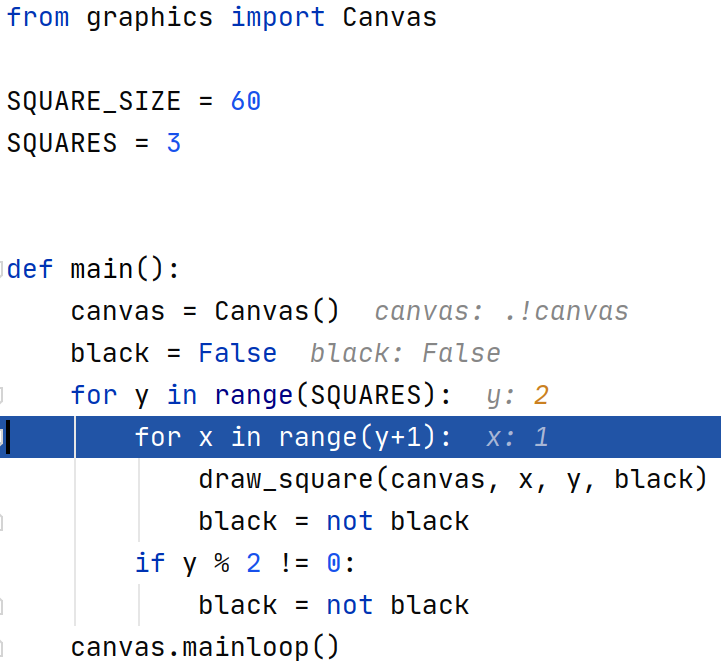 from graphics import Canvas
SQUARE_SIZE = 60
SQUARES = 3
def main():
canvas = Canvas() canvas: .!canvas
black = False black: False
for y in range(SQUARES): y: 2
for x in range(y+1): x: 1
draw_square(canvas, x, y, black)
black = not black
if y % 2 != 0:
black = not black
canvas.mainloop()